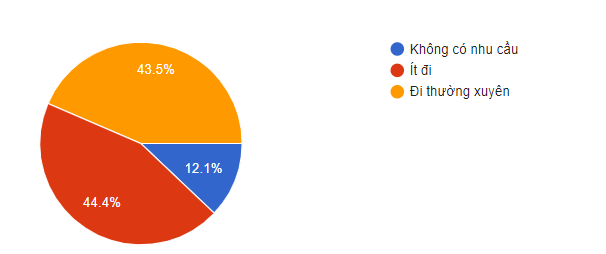 43.5%
12.1%
44.4%
Không có nhu cầu
Ít đi
Đi thường xuyên